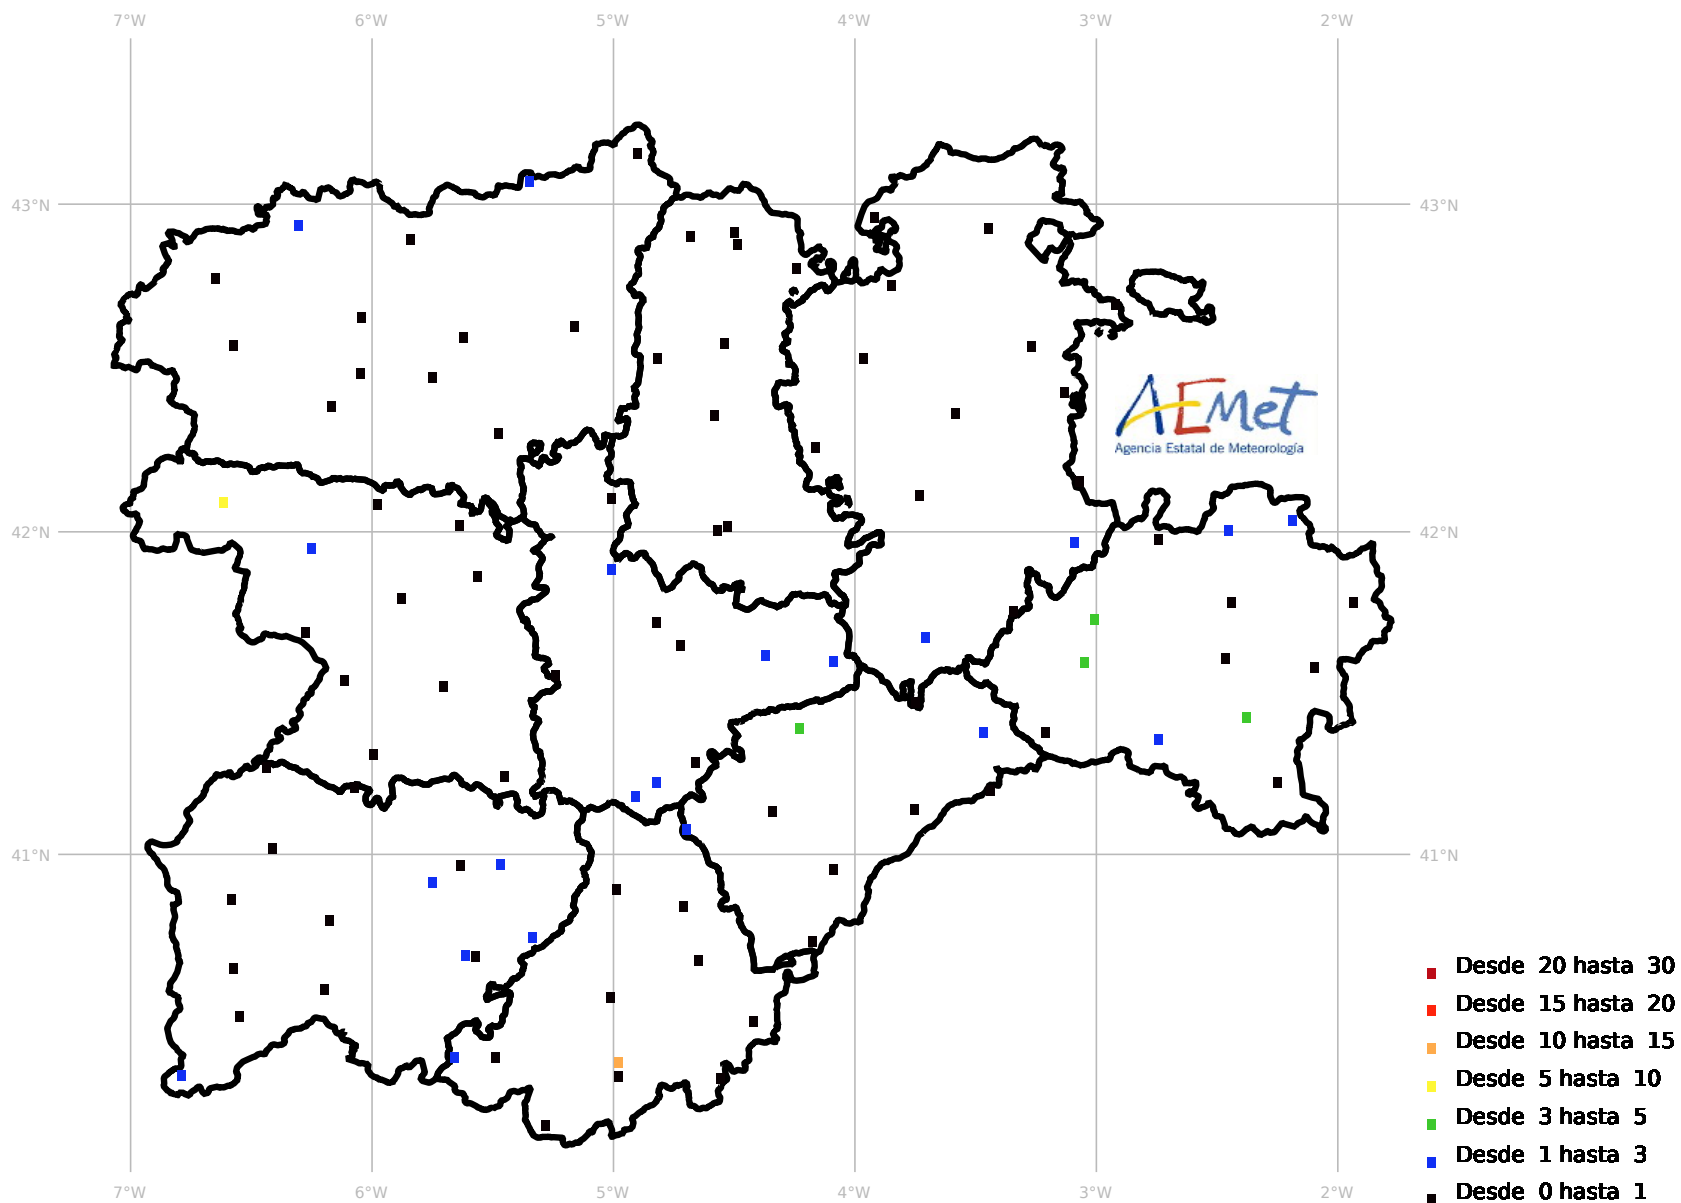 7°W 6°W 5°W 4°W 3°W 2°W
43°N 43°N
AEMet
Agencia Estatal de Meteorología
42°N 42°N
41°N 41°N
Desde 20 hasta 30
Desde 15 hasta 20
Desde 10 hasta 15
Desde 5 hasta 10
Desde 3 hasta 5
Desde 1 hasta 3
Desde 0 hasta 1
7°W 6°W 5°W 4°W 3°W 2°W